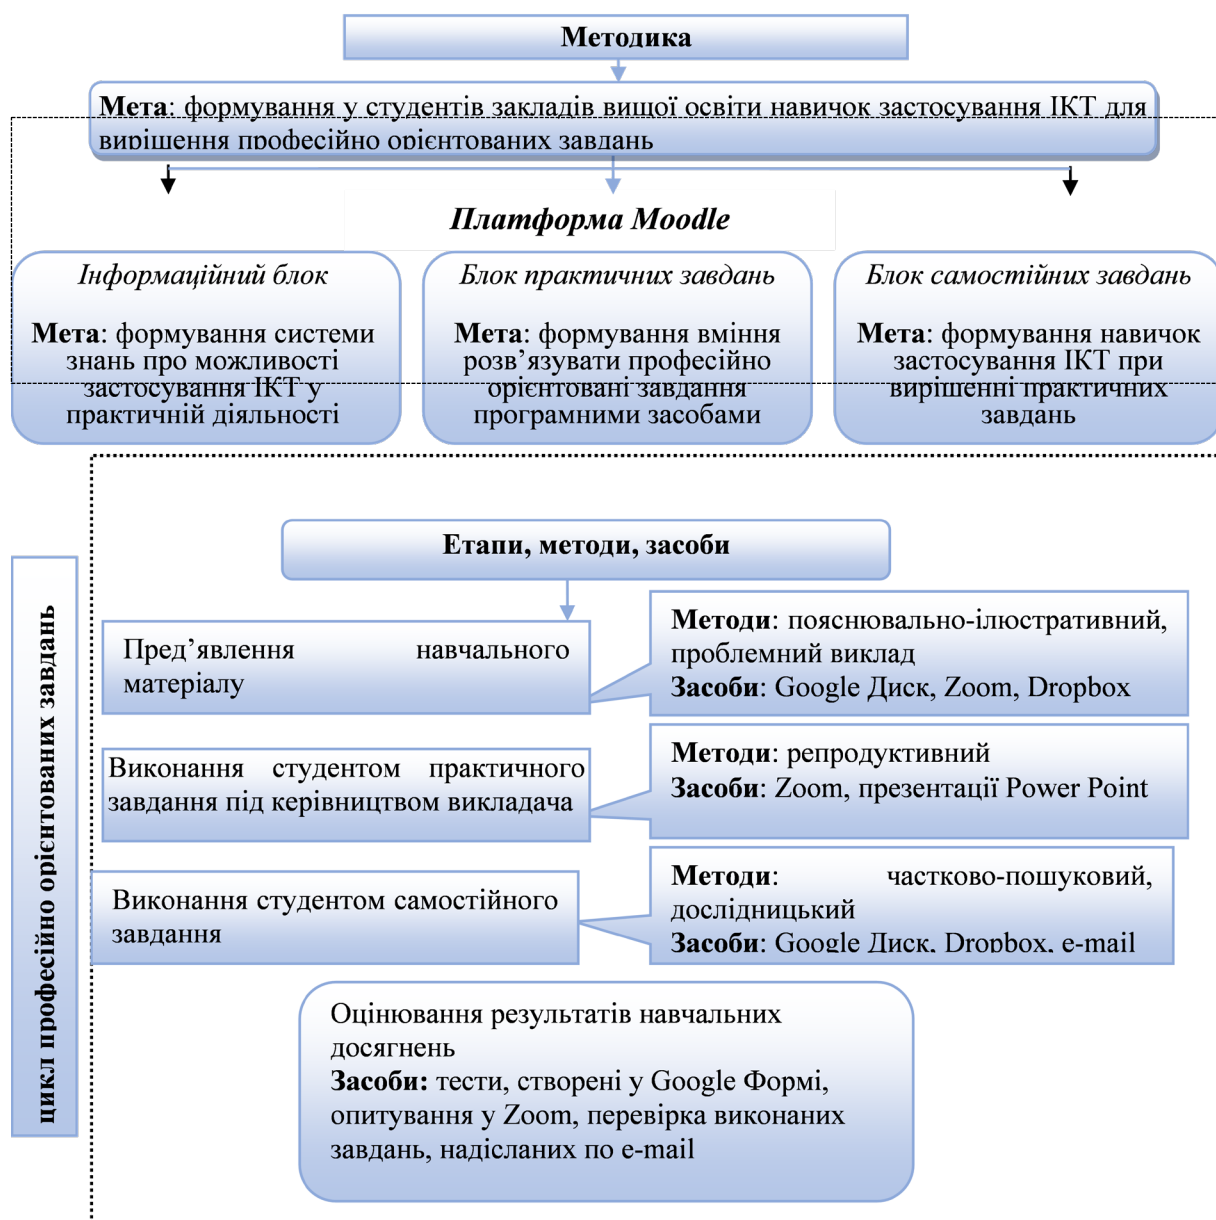 Методика
Мета: формування у студентів закладів вищої освіти навичок застосування ІКТ для
вирішення професійно орієнтованих завдань
Платформа Moodle
Інформаційний блок
Мета: формування системи
знань про можливості
застосування ІКТ у
практичній діяльності
Блок практичних завдань
Мета: формування вміння
розв’язувати професійно
орієнтовані завдання
програмними засобами
Блок самостійних завдань
Мета: формування навичок
застосування ІКТ при
вирішенні практичних
завдань
цикл професійно орієнтованих завдань
Етапи, методи, засоби
Пред’явлення навчального
матеріалу
Методи: пояснювально-ілюстративний,
проблемний виклад
Засоби: Google Диск, Zoom, Dropbox
Виконання студентом практичного
завдання під керівництвом викладача
Методи: репродуктивний
Засоби: Zoom, презентації Power Point
Виконання студентом самостійного
завдання
Методи: частково-пошуковий,
дослідницький
Засоби: Google Диск, Dropbox, e-mail
Оцінювання результатів навчальних
досягнень
Засоби: тести, створені у Google Формі,
опитування у Zoom, перевірка виконаних
завдань, надісланих по e-mail